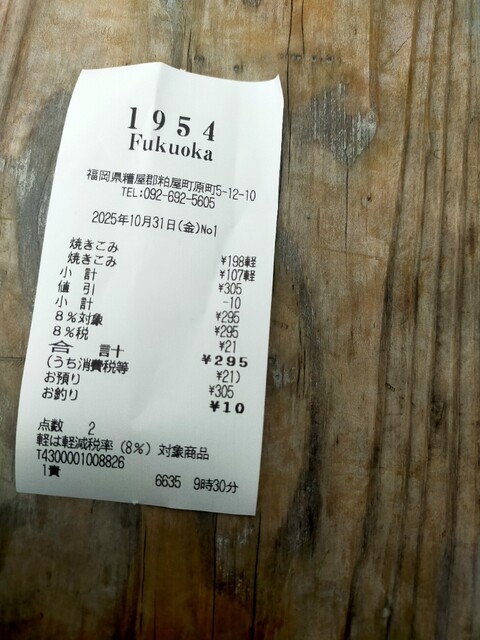 1954
Fukuoka
福岡県糟屋郡粕屋町原町5-12-10
TEL:092-692-5605
2025年10月31日(金)No1
焼きこみ ¥198軽
焼きこみ ¥107軽
小 計 ¥305
値 引 -10
小 計 ¥295
8%対象 ¥295
8%税 ¥21
合 計 ¥295
(うち消費税等 ¥21)
お預り ¥305
お釣り ¥10
点数 2
軽は軽減税率(8%)対象商品
T4300001008826
1責 6635 9時30分